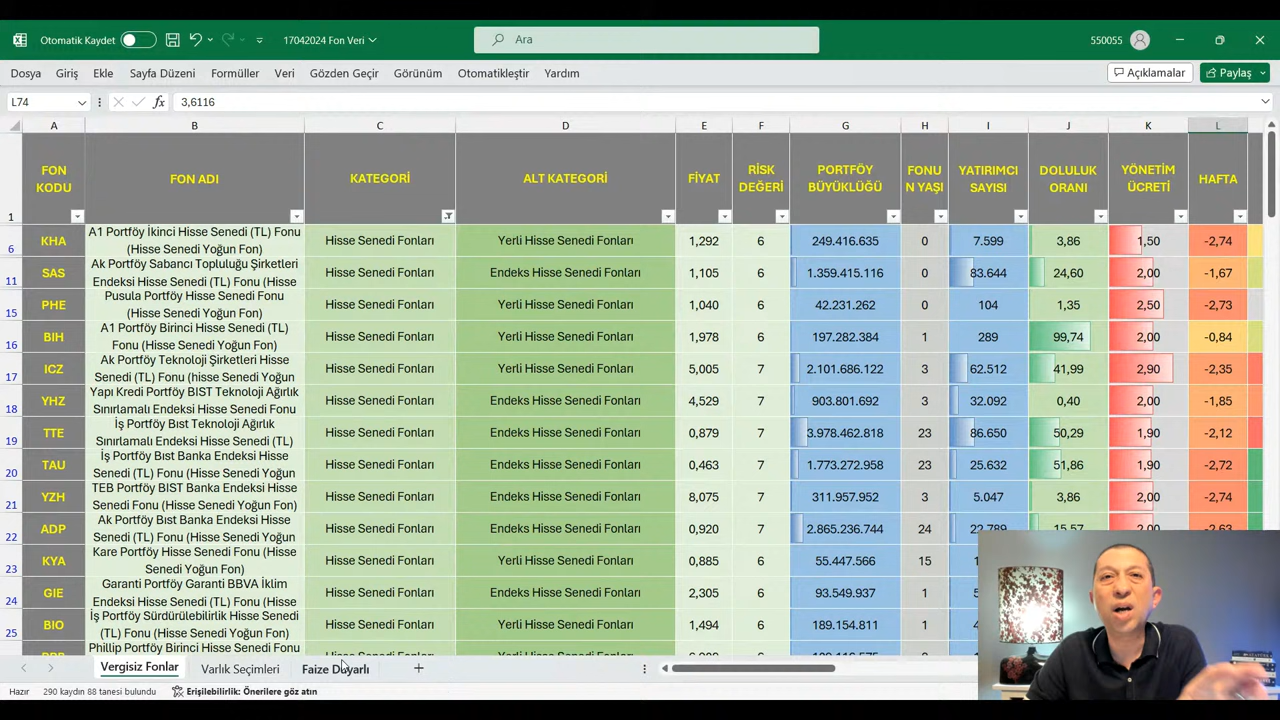 Otomatik Kaydet
17042024 Fon Veri
Ara
550055
Dosya Giriş Ekle Sayfa Düzeni Formüller Veri Gözden Geçir Görünüm Otomatikleştir Yardım
Açıklamalar
Paylaş
L74
fx
3,6116
A B C D E F G H I J K L
1
FON KODU
FON ADI
KATEGORİ
ALT KATEGORİ
FİYAT
RİSK DEĞERİ
PORTFÖY BÜYÜKLÜĞÜ
FONUN YAŞI
YATIRIMCI SAYISI
DOLULUK ORANI
YÖNETİM ÜCRETİ
HAFTA
6 KHA A1 Portföy İkinci Hisse Senedi (TL) Fonu (Hisse Senedi Yoğun Fon) Hisse Senedi Fonları Yerli Hisse Senedi Fonları 1,292 6 249.416.635 0 7.599 3,86 1,50 -2,74
11 SAS Ak Portföy Sabancı Topluluğu Şirketleri Endeksi Hisse Senedi (TL) Fonu (Hisse Hisse Senedi Fonları Endeks Hisse Senedi Fonları 1,105 6 1.359.415.116 0 83.644 24,60 2,00 -1,67
15 PHE Pusula Portföy Hisse Senedi Fonu (Hisse Senedi Yoğun Fon) Hisse Senedi Fonları Yerli Hisse Senedi Fonları 1,040 6 42.231.262 0 104 1,35 2,50 -2,73
16 BIH A1 Portföy Birinci Hisse Senedi (TL) Fonu (Hisse Senedi Yoğun Fon) Hisse Senedi Fonları Yerli Hisse Senedi Fonları 1,978 6 197.282.384 1 289 99,74 2,00 -0,84
17 ICZ Ak Portföy Teknoloji Şirketleri Hisse Senedi (TL) Fonu (hisse Senedi Yoğun Hisse Senedi Fonları Endeks Hisse Senedi Fonları 5,005 7 2.101.686.122 3 62.512 41,99 2,90 -2,35
18 YHZ Yapı Kredi Portföy BIST Teknoloji Ağırlık Sınırlamalı Endeksi Hisse Senedi Fonu Hisse Senedi Fonları Endeks Hisse Senedi Fonları 4,529 7 903.801.692 3 32.092 0,40 2,00 -1,85
19 TTE İş Portföy Bıst Teknoloji Ağırlık Sınırlamalı Endeksi Hisse Senedi (TL) Hisse Senedi Fonları Endeks Hisse Senedi Fonları 0,879 7 3.978.462.818 23 86.650 50,29 1,90 -2,12
20 TAU İş Portföy Bıst Banka Endeksi Hisse Senedi (TL) Fonu (Hisse Senedi Yoğun Hisse Senedi Fonları Endeks Hisse Senedi Fonları 0,463 7 1.773.272.958 23 25.632 51,86 1,90 -2,72
21 YZH TEB Portföy BIST Banka Endeksi Hisse Senedi Fonu (Hisse Senedi Yoğun Hisse Senedi Fonları Endeks Hisse Senedi Fonları 8,075 7 311.957.952 3 5.047 3,86 2,00 -2,74
22 ADP Ak Portföy Bıst Banka Endeksi Hisse Senedi (TL) Fonu (Hisse Senedi Yoğun Hisse Senedi Fonları Endeks Hisse Senedi Fonları 0,920 7 2.865.236.744 24 22.789 15,57 2,00 -2,63
23 KYA Kare Portföy Hisse Senedi Fonu (Hisse Senedi Yoğun Fon) Hisse Senedi Fonları Yerli Hisse Senedi Fonları 0,885 6 55.447.566 15
24 GIE Garanti Portföy Garanti BBVA İklim Endeksi Hisse Senedi (TL) Fonu (Hisse Hisse Senedi Fonları Endeks Hisse Senedi Fonları 2,305 6 93.549.937 1
25 BIO İş Portföy Sürdürülebilirlik Hisse Senedi (TL) Fonu (Hisse Senedi Yoğun Fon) Hisse Senedi Fonları Yerli Hisse Senedi Fonları 1,494 6 189.154.811 1
Phillip Portföy Birinci Hisse Senedi Fonu
Vergisiz Fonlar Varlık Seçimleri Faize Duyarlı
Hazır 290 kaydın 88 tanesi bulundu Erişilebilirlik: Önerilere göz atın